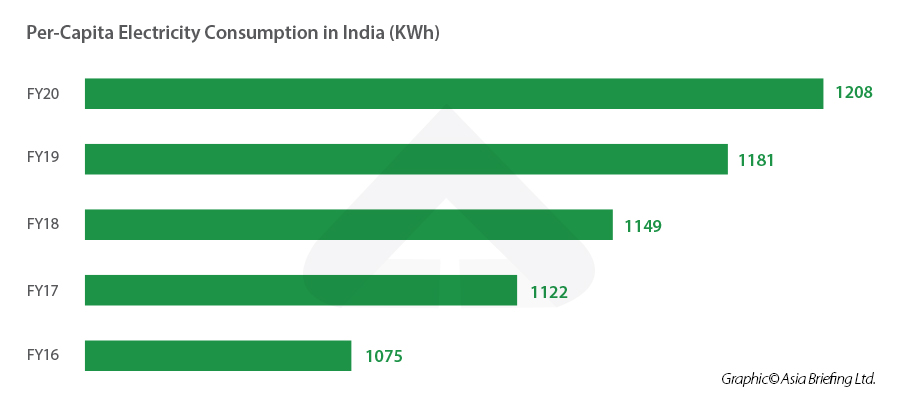 Per-Capita Electricity Consumption in India (KWh)
FY20 1208
FY19 1181
FY18 1149
FY17 1122
FY16 1075
Graphic© Asia Briefing Ltd.